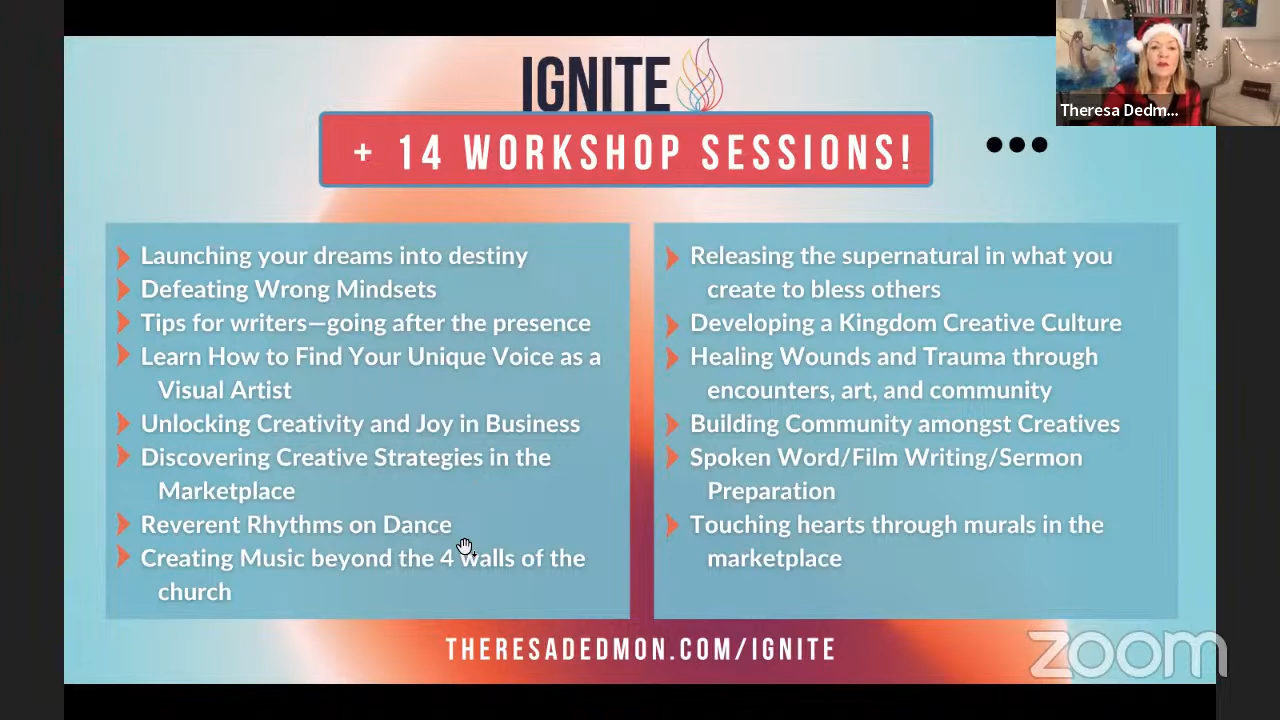 IGNITE
+ 14 WORKSHOP SESSIONS!
Theresa Dedm...
Launching your dreams into destiny
Defeating Wrong Mindsets
Tips for writers—going after the presence
Learn How to Find Your Unique Voice as a
Visual Artist
Unlocking Creativity and Joy in Business
Discovering Creative Strategies in the
Marketplace
Reverent Rhythms on Dance
Creating Music beyond the 4 walls of the
church
Releasing the supernatural in what you
create to bless others
Developing a Kingdom Creative Culture
Healing Wounds and Trauma through
encounters, art, and community
Building Community amongst Creatives
Spoken Word/Film Writing/Sermon
Preparation
Touching hearts through murals in the
marketplace
THERESADEDMON.COM/IGNITE
zoom